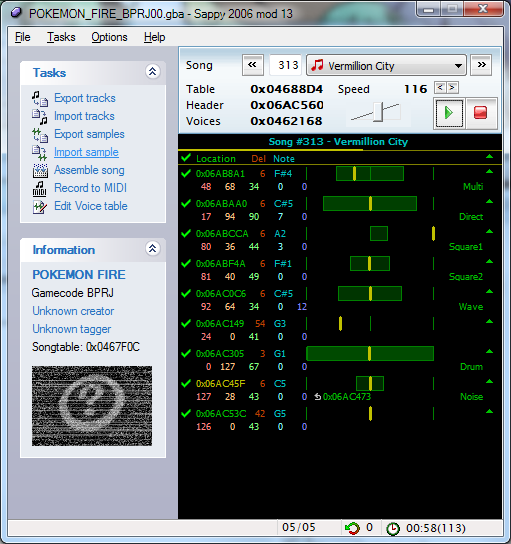 POKEMON_FIRE_BPRJ00.gba - Sappy 2006 mod 13
File Tasks Options Help
Tasks
Export tracks
Import tracks
Export samples
Import sample
Assemble song
Record to MIDI
Edit Voice table
Information
POKEMON FIRE
Gamecode BPRJ
Unknown creator
Unknown tagger
Songtable: 0x0467F0C
Song 313 Vermillion City
Table 0x04688D4 Speed 116
Header 0x06AC560
Voices 0x0462168
Song #313 - Vermillion City
Location Del Note
0x06AB8A1 6 F#4
48 68 34 0 0 Multi
0x06ABAA0 6 C#5
17 94 90 7 0 Direct
0x06ABCCA 6 A2
80 36 44 3 0 Square1
0x06ABF4A 6 F#1
81 40 49 0 0 Square2
0x06AC0C6 6 C#5
92 64 34 0 12 Wave
0x06AC149 54 G3
24 0 41 0 0
0x06AC305 3 G1
0 127 67 0 0 Drum
0x06AC45F 6 C5
127 28 43 0 0 0x06AC473 Noise
0x06AC53C 42 G5
126 0 43 0 0
05/05 0 00:58(113)